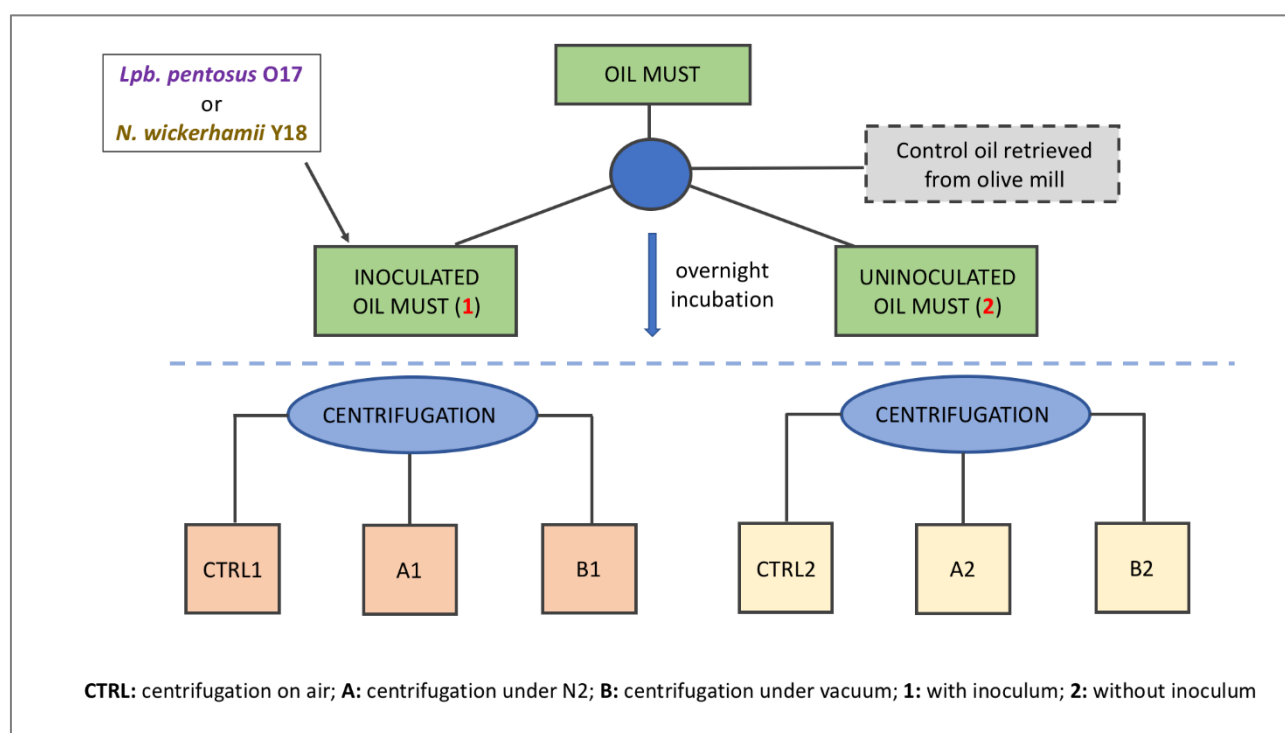 OIL MUST
Lpb. pentosus O17
or
N. wickerhamii Y18
Control oil retrieved
from olive mill
INOCULATED
OIL MUST (1)
overnight
incubation
UNINOCULATED
OIL MUST (2)
CENTRIFUGATION
CENTRIFUGATION
CTRL1
A1
B1
CTRL2
A2
B2
CTRL: centrifugation on air; A: centrifugation under N2; B: centrifugation under vacuum; 1: with inoculum; 2: without inoculum